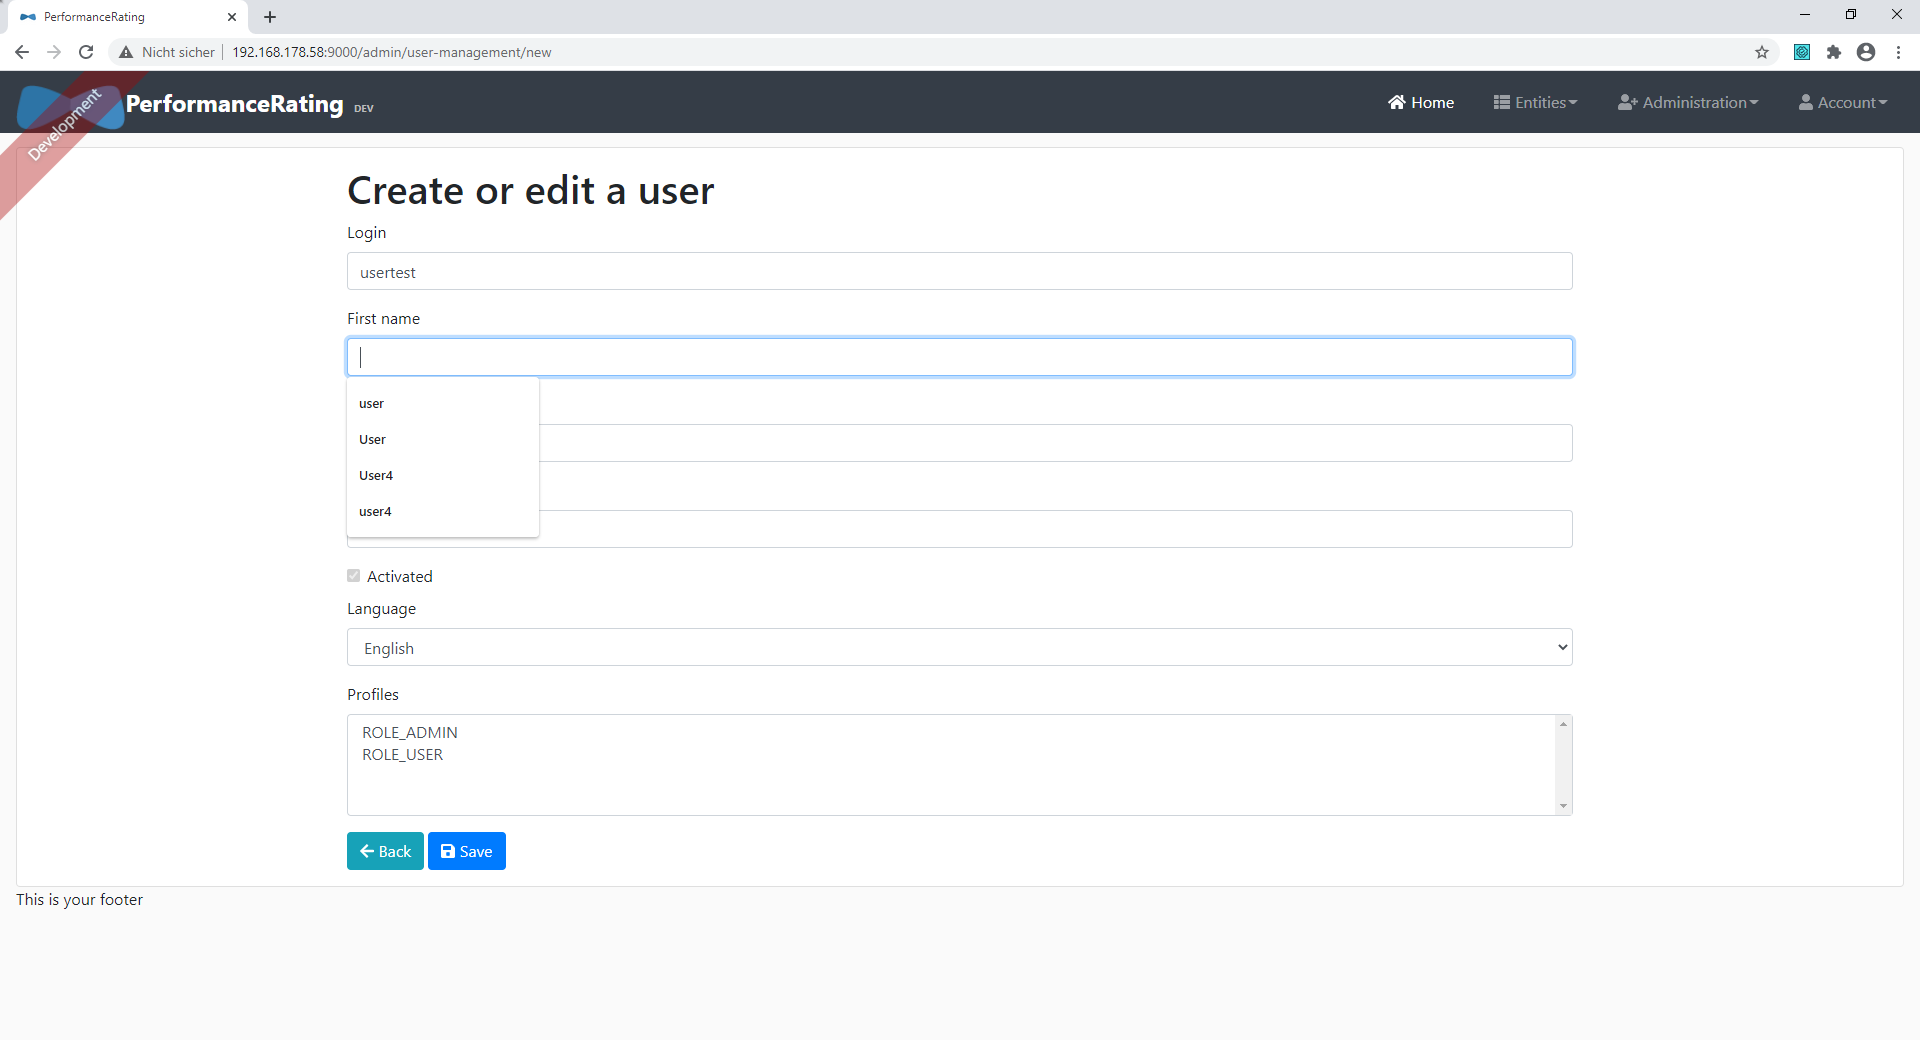 PerformanceRating
Nicht sicher 192.168.178.58:9000/admin/user-management/new
Development
PerformanceRating DEV
Home Entities Administration Account
Create or edit a user
Login
usertest
First name
user
User
User4
user4
Activated
Language
English
Profiles
ROLE_ADMIN
ROLE_USER
Back Save
This is your footer